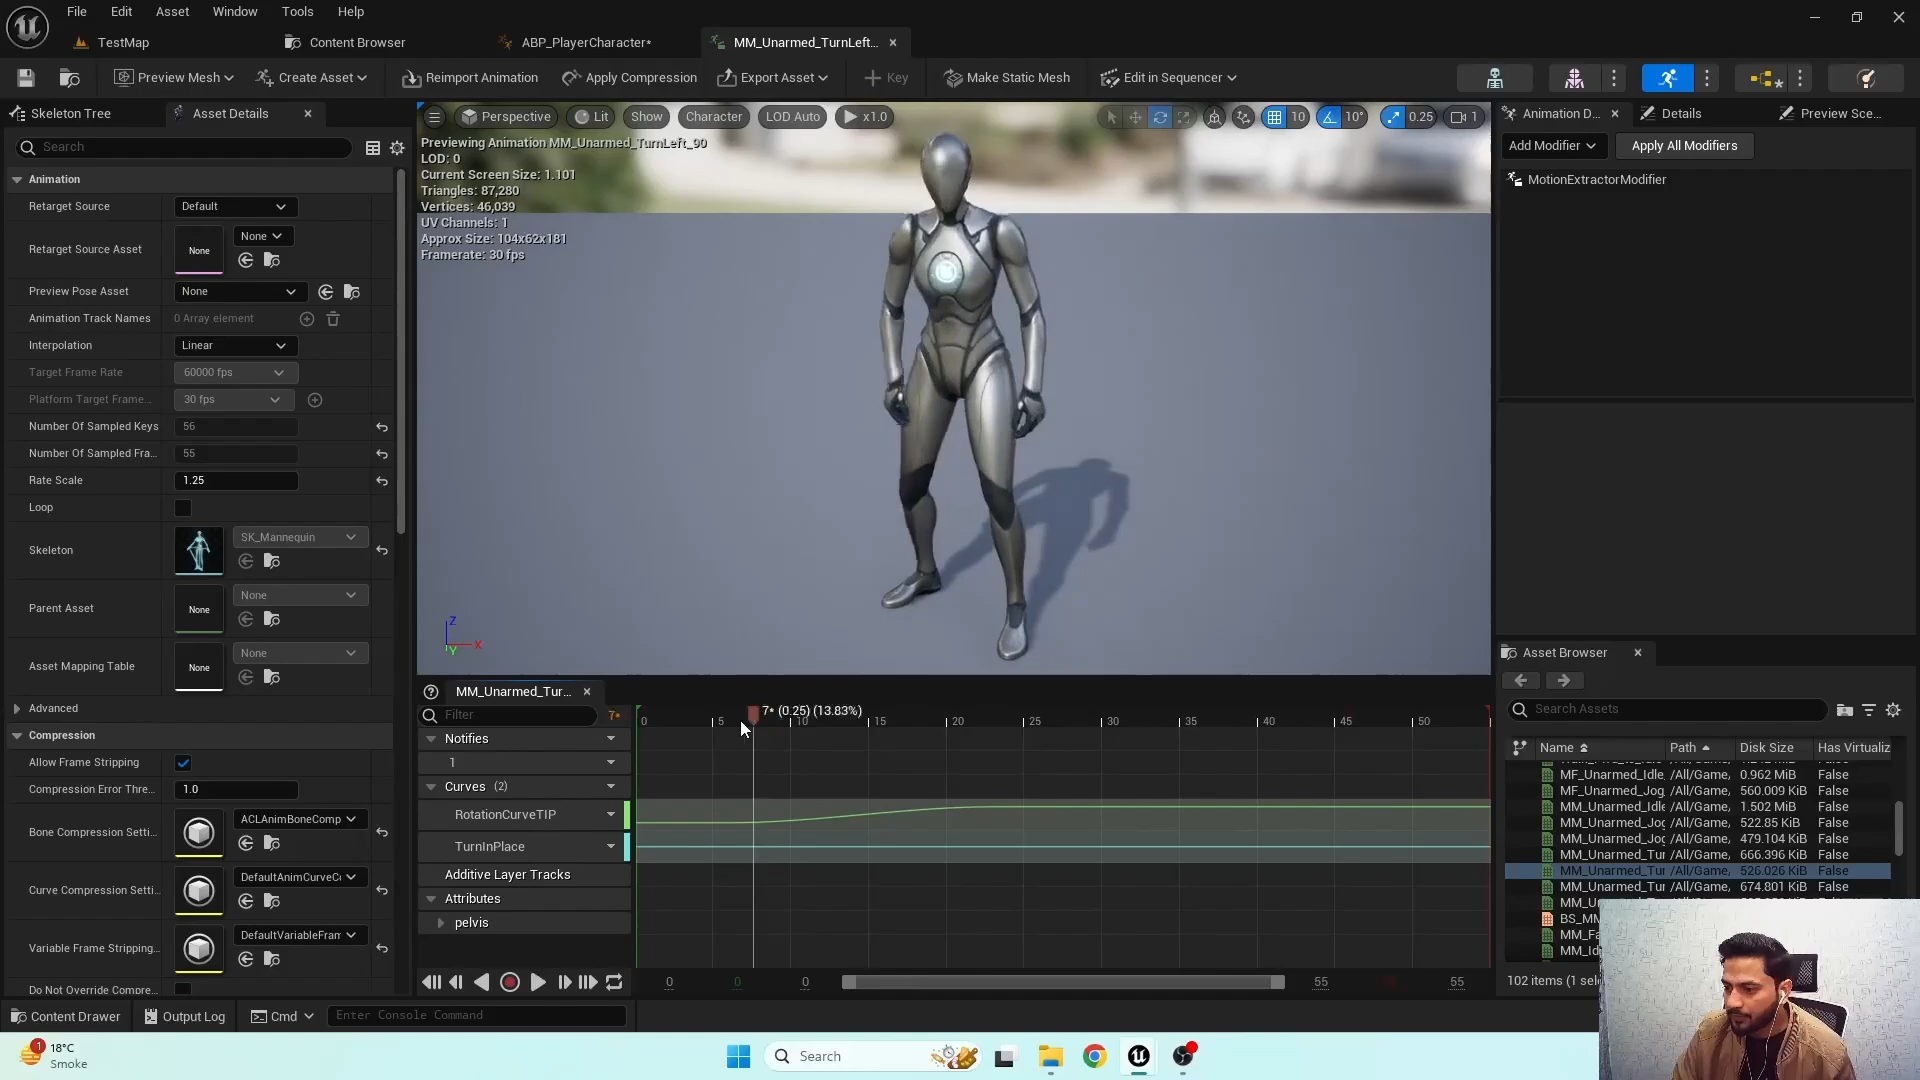 File Edit Asset Window Tools Help
TestMap Content Browser ABP_PlayerCharacter* MM_Unarmed_TurnLeft...
Preview Mesh Create Asset Reimport Animation Apply Compression Export Asset Key Make Static Mesh Edit in Sequencer
Skeleton Tree Asset Details
Search
Animation
Retarget Source Default
Retarget Source Asset None None
Preview Pose Asset None
Animation Track Names 0 Array element
Interpolation Linear
Target Frame Rate 60000 fps
Platform Target Frame... 30 fps
Number Of Sampled Keys 56
Number Of Sampled Fra... 55
Rate Scale 1.25
Loop
Skeleton SK_Mannequin
Parent Asset None None
Asset Mapping Table None None
Advanced
Compression
Allow Frame Stripping
Compression Error Thre... 1.0
Bone Compression Setti... ACLAnimBoneComp
Curve Compression Setti... DefaultAnimCurveC
Variable Frame Stripping... DefaultVariableFram
Do Not Override Compre...
Perspective Lit Show Character LOD Auto x1.0 10 10° 0.25 1
Previewing Animation MM_Unarmed_TurnLeft_90
LOD: 0
Current Screen Size: 1.101
Triangles: 87,280
Vertices: 46,039
UV Channels: 1
Approx Size: 104x62x181
Framerate: 30 fps
Z
X
Y
MM_Unarmed_Tur...
Filter 7*
7* (0.25) (13.83%)
0 5 10 15 20 25 30 35 40 45 50
Notifies
1
Curves (2)
RotationCurveTIP
TurnInPlace
Additive Layer Tracks
Attributes
pelvis
0 0 0 55 55
Animation D... Details Preview Sce...
Add Modifier Apply All Modifiers
MotionExtractorModifier
Asset Browser
Search Assets
Name Path Disk Size Has Virtualiz
MF_Unarmed_Idle_ /All/Game, 0.962 MiB False
MF_Unarmed_Jog /All/Game, 560.009 KiB False
MM_Unarmed_Idle /All/Game, 1.502 MiB False
MM_Unarmed_Jog /All/Game, 522.85 KiB False
MM_Unarmed_Jog /All/Game, 479.104 KiB False
MM_Unarmed_Tur /All/Game, 666.396 KiB False
MM_Unarmed_Tur /All/Game, 526.026 KiB False
MM_Unarmed_Tur /All/Game, 674.801 KiB False
MM_U
BS_MM
MM_Fa
MM_Id
102 items (1 sele
Content Drawer Output Log Cmd Enter Console Command
1 18°C
Smoke
Search